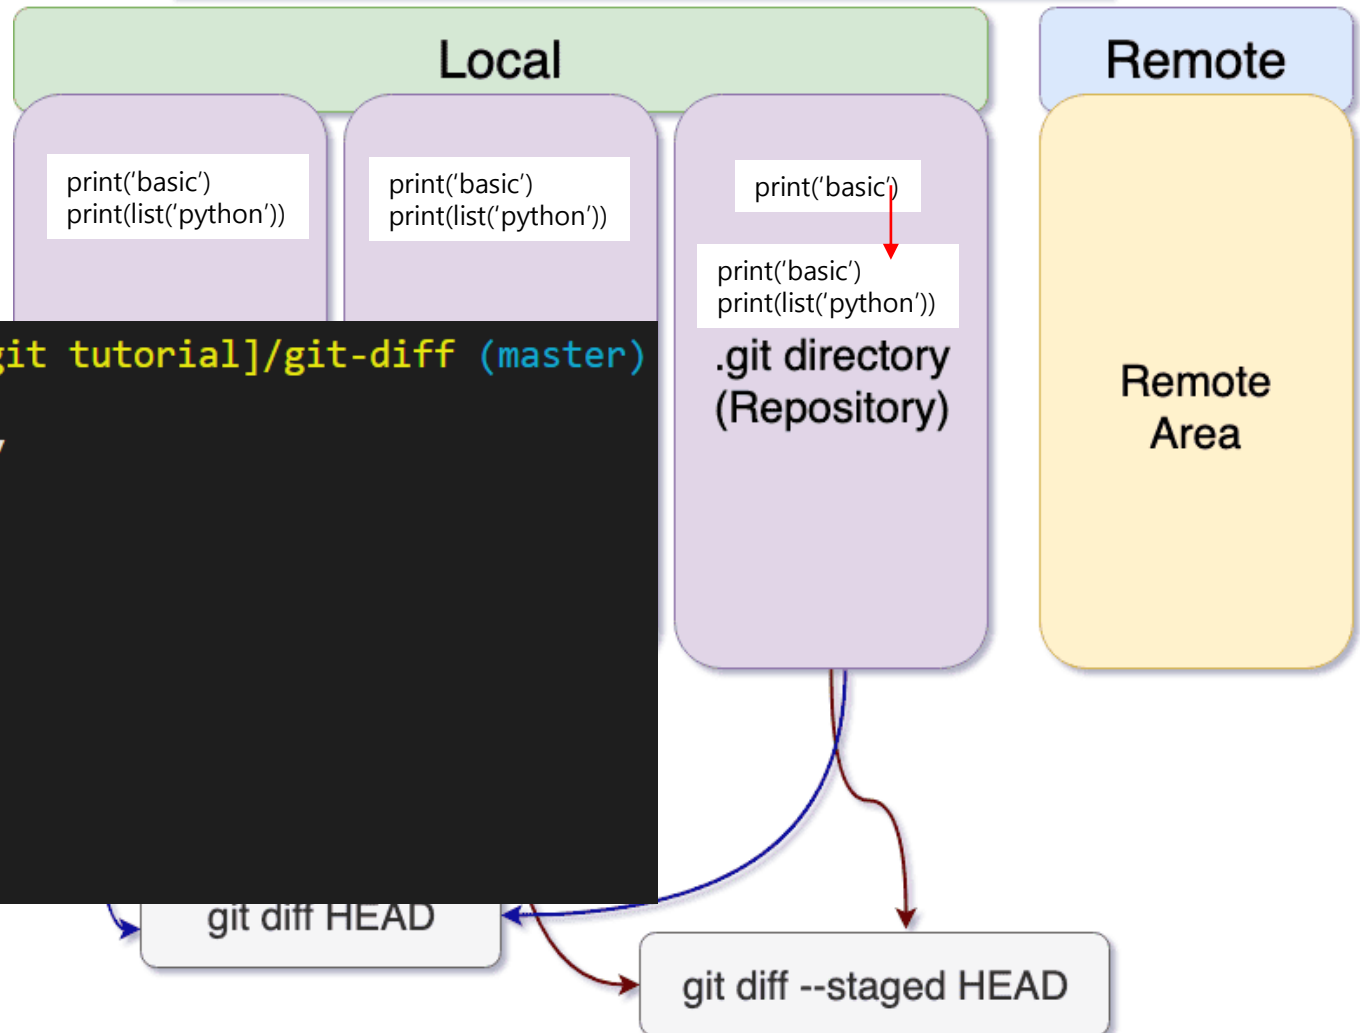 Local
Remote
print(‘basic’)
print(list(‘python’))
print(‘basic’)
print(list(‘python’))
print(‘basic’)
print(‘basic’)
print(list(‘python’))
.git directory
(Repository)
Remote
Area
git tutorial]/git-diff (master)
git diff HEAD
git diff --staged HEAD